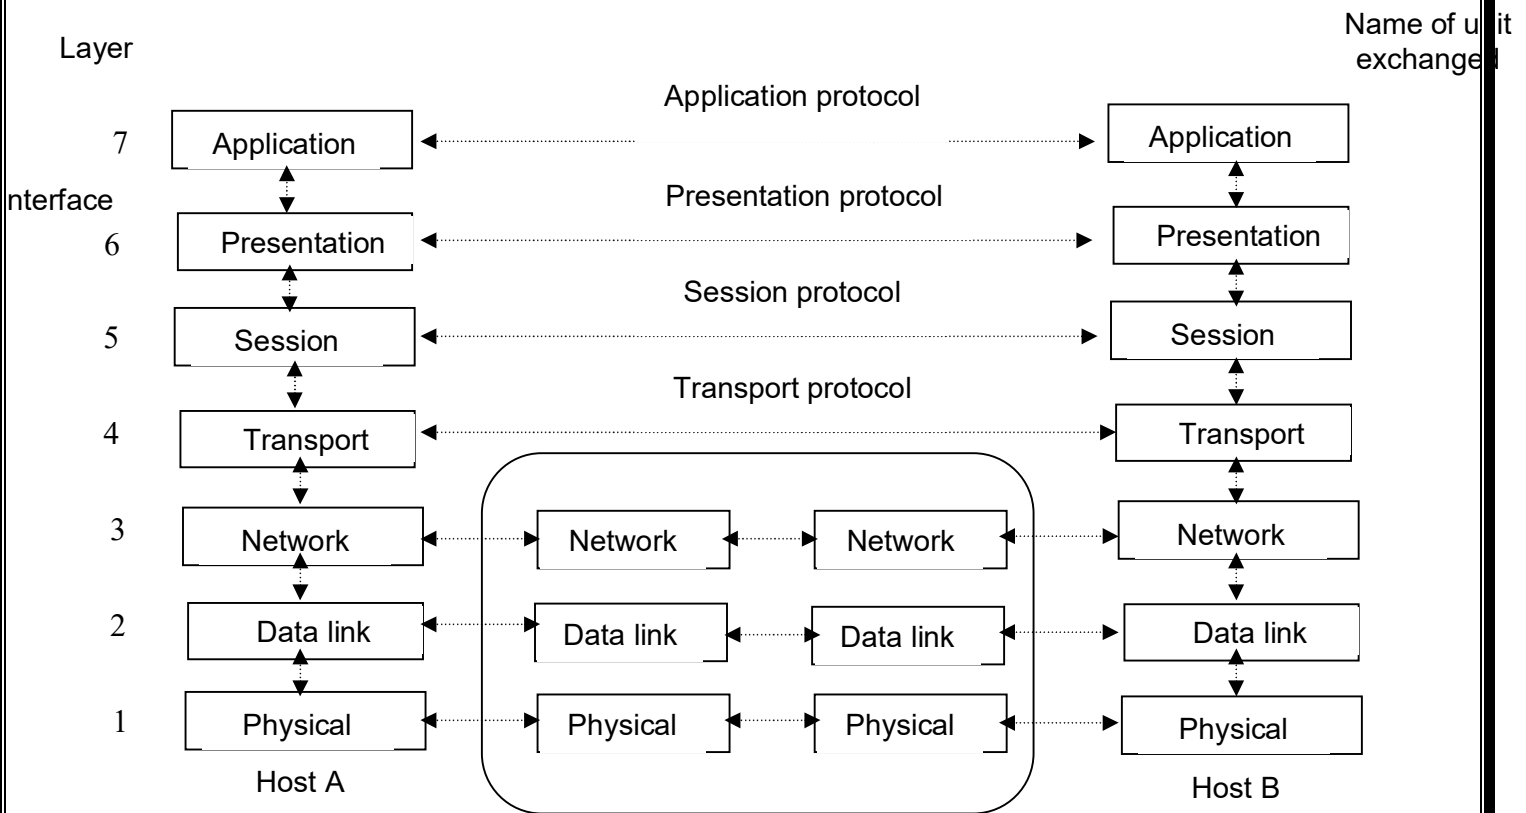 Name of u it
exchange
Layer
Application protocol
7 Application Application
nterface
Presentation protocol
6 Presentation Presentation
Session protocol
5 Session Session
Transport protocol
4 Transport Transport
3 Network Network Network Network
2 Data link Data link Data link Data link
1 Physical Physical Physical Physical
Host A Host B